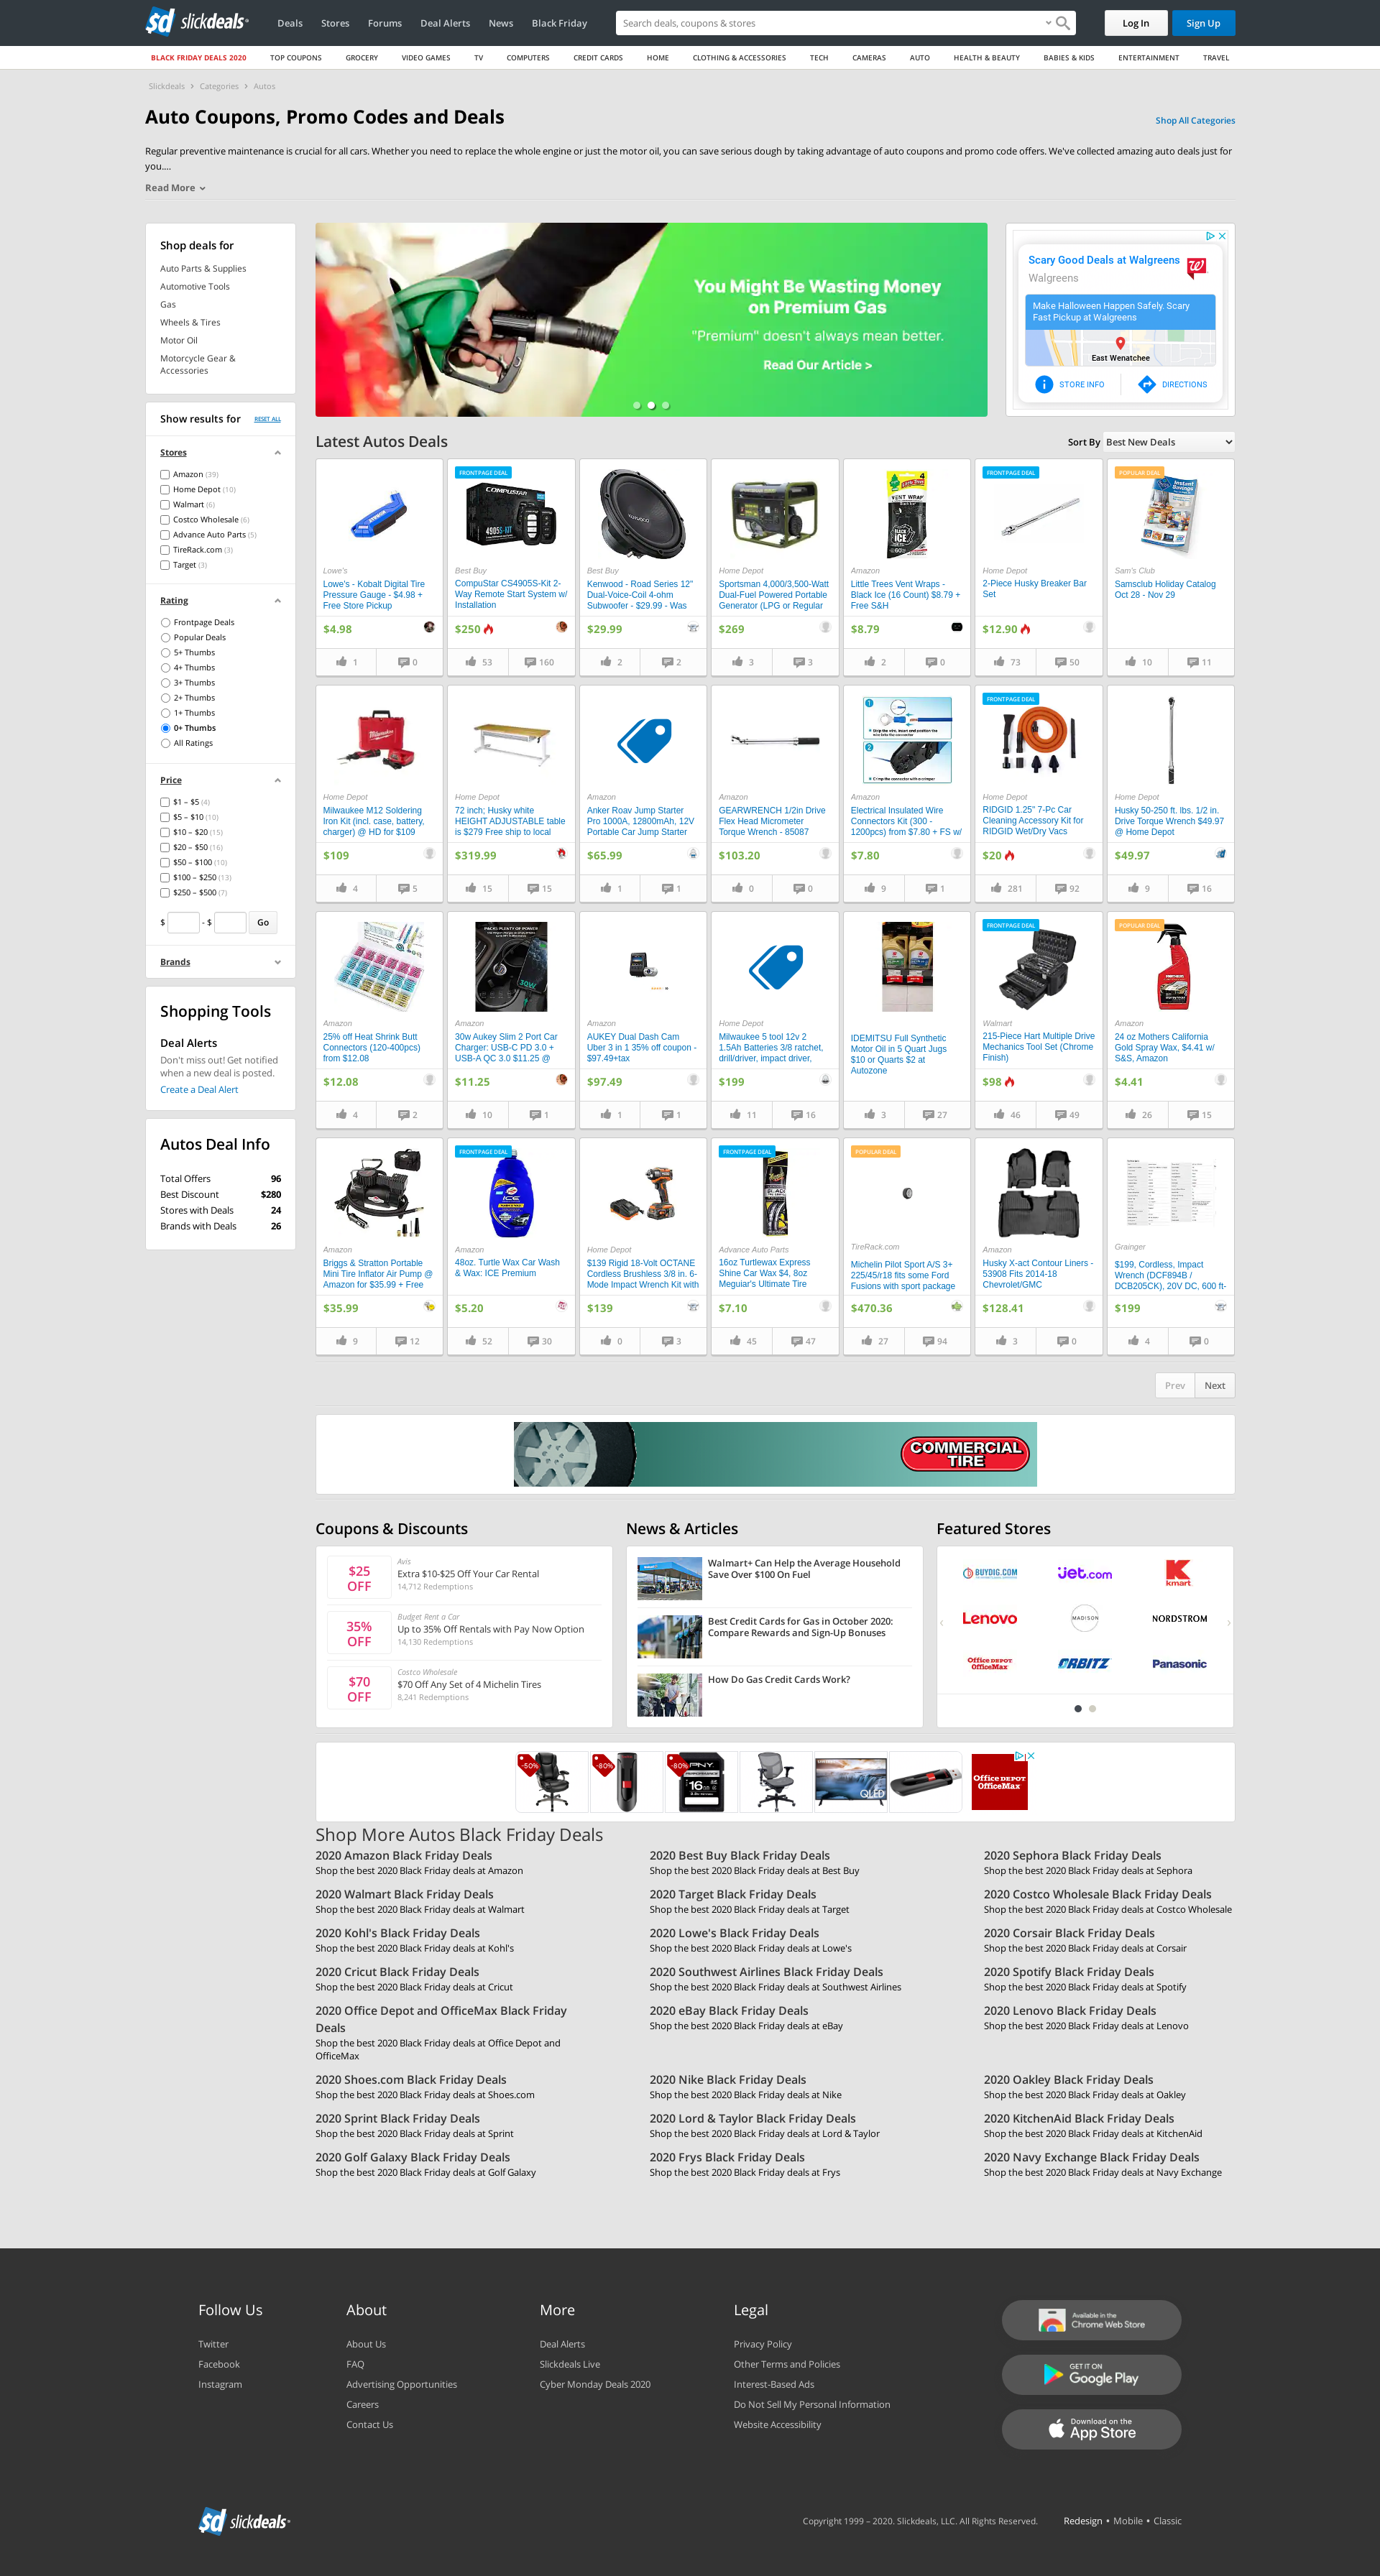 slickdeals
Deals Stores Forums Deal Alerts News Black Friday
Search deals, coupons & stores
Log In Sign Up
BLACK FRIDAY DEALS 2020 TOP COUPONS GROCERY VIDEO GAMES TV COMPUTERS CREDIT CARDS HOME CLOTHING & ACCESSORIES TECH CAMERAS AUTO HEALTH & BEAUTY BABIES & KIDS ENTERTAINMENT TRAVEL
Slickdeals > Categories > Autos
Auto Coupons, Promo Codes and Deals
Shop All Categories
Regular preventive maintenance is crucial for all cars. Whether you need to replace the whole engine or just the motor oil, you can save serious dough by taking advantage of auto coupons and promo code offers. We've collected amazing auto deals just for
you....
Read More
Shop deals for
Auto Parts & Supplies
Automotive Tools
Gas
Wheels & Tires
Motor Oil
Motorcycle Gear &
Accessories
Show results for RESET ALL
Stores
Amazon (39)
Home Depot (10)
Walmart (6)
Costco Wholesale (6)
Advance Auto Parts (5)
TireRack.com (3)
Target (3)
Rating
Frontpage Deals
Popular Deals
5+ Thumbs
4+ Thumbs
3+ Thumbs
2+ Thumbs
1+ Thumbs
0+ Thumbs
All Ratings
Price
$1 – $5 (4)
$5 – $10 (10)
$10 – $20 (15)
$20 – $50 (16)
$50 – $100 (10)
$100 – $250 (13)
$250 – $500 (7)
$ - $ Go
Brands
Shopping Tools
Deal Alerts
Don't miss out! Get notified
when a new deal is posted.
Create a Deal Alert
Autos Deal Info
Total Offers 96
Best Discount $280
Stores with Deals 24
Brands with Deals 26
You Might Be Wasting Money
on Premium Gas
"Premium" doesn't always mean better.
Read Our Article >
Scary Good Deals at Walgreens
Walgreens
Make Halloween Happen Safely. Scary
Fast Pickup at Walgreens
East Wenatchee
STORE INFO DIRECTIONS
Latest Autos Deals
Sort By Best New Deals
Lowe's
Lowe's - Kobalt Digital Tire
Pressure Gauge - $4.98 +
Free Store Pickup
$4.98
1 0
FRONTPAGE DEAL
COMPUSTAR
4905S-KIT
Best Buy
CompuStar CS4905S-Kit 2-
Way Remote Start System w/
Installation
$250
53 160
Best Buy
Kenwood - Road Series 12"
Dual-Voice-Coil 4-ohm
Subwoofer - $29.99 - Was
$29.99
2 2
Home Depot
Sportsman 4,000/3,500-Watt
Dual-Fuel Powered Portable
Generator (LPG or Regular
$269
3 3
VENT WRAP
BLACK
ICE
Amazon
Little Trees Vent Wraps -
Black Ice (16 Count) $8.79 +
Free S&H
$8.79
2 0
FRONTPAGE DEAL
Home Depot
2-Piece Husky Breaker Bar
Set
$12.90
73 50
POPULAR DEAL
Instant
Savings
Sam's Club
Samsclub Holiday Catalog
Oct 28 - Nov 29
10 11
Home Depot
Milwaukee M12 Soldering
Iron Kit (incl. case, battery,
charger) @ HD for $109
$109
4 5
Home Depot
72 inch; Husky white
HEIGHT ADJUSTABLE table
is $279 Free ship to local
$319.99
15 15
Amazon
Anker Roav Jump Starter
Pro 1000A, 12800mAh, 12V
Portable Car Jump Starter
$65.99
1 1
Amazon
GEARWRENCH 1/2in Drive
Flex Head Micrometer
Torque Wrench - 85087
$103.20
0 0
Amazon
Electrical Insulated Wire
Connectors Kit (300 -
1200pcs) from $7.80 + FS w/
$7.80
9 1
FRONTPAGE DEAL
Home Depot
RIDGID 1.25" 7-Pc Car
Cleaning Accessory Kit for
RIDGID Wet/Dry Vacs
$20
281 92
Home Depot
Husky 50-250 ft. lbs. 1/2 in.
Drive Torque Wrench $49.97
@ Home Depot
$49.97
9 16
Amazon
25% off Heat Shrink Butt
Connectors (120-400pcs)
from $12.08
$12.08
4 2
PACKS PLENTY OF POWER
30W
Amazon
30w Aukey Slim 2 Port Car
Charger: USB-C PD 3.0 +
USB-A QC 3.0 $11.25 @
$11.25
10 1
Amazon
AUKEY Dual Dash Cam
Uber 3 in 1 35% off coupon -
$97.49+tax
$97.49
1 1
Home Depot
Milwaukee 5 tool 12v 2
1.5Ah Batteries 3/8 ratchet,
drill/driver, impact driver,
$199
11 16
IDEMITSU Full Synthetic
Motor Oil in 5 Quart Jugs
$10 or Quarts $2 at
Autozone
3 27
FRONTPAGE DEAL
Walmart
215-Piece Hart Multiple Drive
Mechanics Tool Set (Chrome
Finish)
$98
46 49
POPULAR DEAL
Amazon
24 oz Mothers California
Gold Spray Wax, $4.41 w/
S&S, Amazon
$4.41
26 15
Amazon
Briggs & Stratton Portable
Mini Tire Inflator Air Pump @
Amazon for $35.99 + Free
$35.99
9 12
FRONTPAGE DEAL
ICE
Amazon
48oz. Turtle Wax Car Wash
& Wax: ICE Premium
$5.20
52 30
Home Depot
$139 Rigid 18-Volt OCTANE
Cordless Brushless 3/8 in. 6-
Mode Impact Wrench Kit with
$139
0 3
FRONTPAGE DEAL
Advance Auto Parts
16oz Turtlewax Express
Shine Car Wax $4, 8oz
Meguiar's Ultimate Tire
$7.10
45 47
POPULAR DEAL
TireRack.com
Michelin Pilot Sport A/S 3+
225/45/r18 fits some Ford
Fusions with sport package
$470.36
27 94
Amazon
Husky X-act Contour Liners -
53908 Fits 2014-18
Chevrolet/GMC
$128.41
3 0
Grainger
$199, Cordless, Impact
Wrench (DCF894B /
DCB205CK), 20V DC, 600 ft-
$199
4 0
Prev Next
COMMERCIAL
TIRE
Coupons & Discounts
$25
OFF
Avis
Extra $10-$25 Off Your Car Rental
14,712 Redemptions
35%
OFF
Budget Rent a Car
Up to 35% Off Rentals with Pay Now Option
14,130 Redemptions
$70
OFF
Costco Wholesale
$70 Off Any Set of 4 Michelin Tires
8,241 Redemptions
News & Articles
Walmart+ Can Help the Average Household
Save Over $100 On Fuel
Best Credit Cards for Gas in October 2020:
Compare Rewards and Sign-Up Bonuses
How Do Gas Credit Cards Work?
Featured Stores
BUYDIG.COM jet.com kmart
Lenovo MADISON NORDSTROM
Office DEPOT OfficeMax ORBITZ Panasonic
-50% -80% -80%
PNY
16
QLED
Office DEPOT
OfficeMax
Shop More Autos Black Friday Deals
2020 Amazon Black Friday Deals
Shop the best 2020 Black Friday deals at Amazon
2020 Best Buy Black Friday Deals
Shop the best 2020 Black Friday deals at Best Buy
2020 Sephora Black Friday Deals
Shop the best 2020 Black Friday deals at Sephora
2020 Walmart Black Friday Deals
Shop the best 2020 Black Friday deals at Walmart
2020 Target Black Friday Deals
Shop the best 2020 Black Friday deals at Target
2020 Costco Wholesale Black Friday Deals
Shop the best 2020 Black Friday deals at Costco Wholesale
2020 Kohl's Black Friday Deals
Shop the best 2020 Black Friday deals at Kohl's
2020 Lowe's Black Friday Deals
Shop the best 2020 Black Friday deals at Lowe's
2020 Corsair Black Friday Deals
Shop the best 2020 Black Friday deals at Corsair
2020 Cricut Black Friday Deals
Shop the best 2020 Black Friday deals at Cricut
2020 Southwest Airlines Black Friday Deals
Shop the best 2020 Black Friday deals at Southwest Airlines
2020 Spotify Black Friday Deals
Shop the best 2020 Black Friday deals at Spotify
2020 Office Depot and OfficeMax Black Friday
Deals
Shop the best 2020 Black Friday deals at Office Depot and
OfficeMax
2020 eBay Black Friday Deals
Shop the best 2020 Black Friday deals at eBay
2020 Lenovo Black Friday Deals
Shop the best 2020 Black Friday deals at Lenovo
2020 Shoes.com Black Friday Deals
Shop the best 2020 Black Friday deals at Shoes.com
2020 Nike Black Friday Deals
Shop the best 2020 Black Friday deals at Nike
2020 Oakley Black Friday Deals
Shop the best 2020 Black Friday deals at Oakley
2020 Sprint Black Friday Deals
Shop the best 2020 Black Friday deals at Sprint
2020 Lord & Taylor Black Friday Deals
Shop the best 2020 Black Friday deals at Lord & Taylor
2020 KitchenAid Black Friday Deals
Shop the best 2020 Black Friday deals at KitchenAid
2020 Golf Galaxy Black Friday Deals
Shop the best 2020 Black Friday deals at Golf Galaxy
2020 Frys Black Friday Deals
Shop the best 2020 Black Friday deals at Frys
2020 Navy Exchange Black Friday Deals
Shop the best 2020 Black Friday deals at Navy Exchange
Follow Us
Twitter
Facebook
Instagram
About
About Us
FAQ
Advertising Opportunities
Careers
Contact Us
More
Deal Alerts
Slickdeals Live
Cyber Monday Deals 2020
Legal
Privacy Policy
Other Terms and Policies
Interest-Based Ads
Do Not Sell My Personal Information
Website Accessibility
Available in the
Chrome Web Store
GET IT ON
Google Play
Download on the
App Store
slickdeals
Copyright 1999 – 2020. Slickdeals, LLC. All Rights Reserved.
Redesign • Mobile • Classic